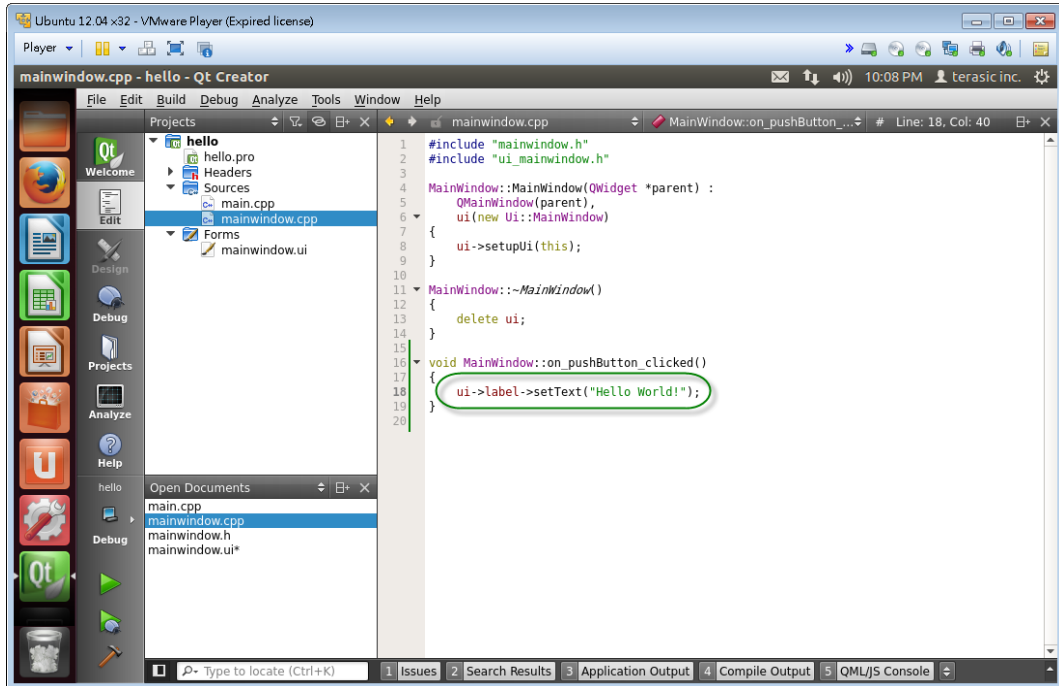 Ubuntu 12.04 x32 - VMware Player (Expired license)
Player
mainwindow.cpp - hello - Qt Creator
10:08 PM terasic inc.
File Edit Build Debug Analyze Tools Window Help
Projects
mainwindow.cpp
MainWindow::on_pushButton_...
# Line: 18, Col: 40
Qt
Welcome
Edit
Design
Debug
Projects
Analyze
Help
hello
Debug
hello
hello.pro
Headers
Sources
main.cpp
mainwindow.cpp
Forms
mainwindow.ui
Open Documents
main.cpp
mainwindow.cpp
mainwindow.h
mainwindow.ui*
1 #include "mainwindow.h"
2 #include "ui_mainwindow.h"
3
4 MainWindow::MainWindow(QWidget *parent) :
5 QMainWindow(parent),
6 ui(new Ui::MainWindow)
7 {
8 ui->setupUi(this);
9 }
10
11 MainWindow::~MainWindow()
12 {
13 delete ui;
14 }
15
16 void MainWindow::on_pushButton_clicked()
17 {
18 ui->label->setText("Hello World!");
19 }
20
Qt
Type to locate (Ctrl+K)
1 Issues 2 Search Results 3 Application Output 4 Compile Output 5 QML/JS Console